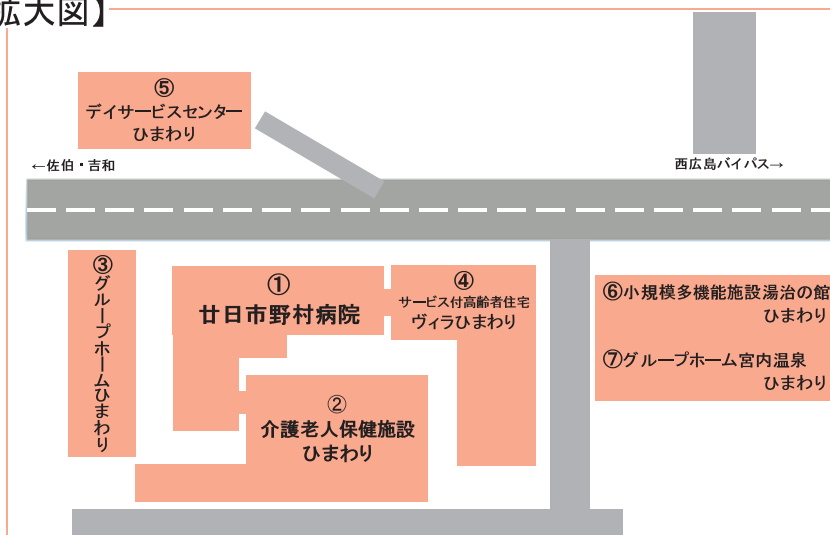 拡大図】
⑤
デイサービスセンター
ひまわり
←佐伯・吉和
西広島バイパス→
③
グループホームひまわり
①
廿日市野村病院
④
サービス付高齢者住宅
ヴィラひまわり
②
介護老人保健施設
ひまわり
⑥小規模多機能施設湯治の館
ひまわり
⑦グループホーム宮内温泉
ひまわり